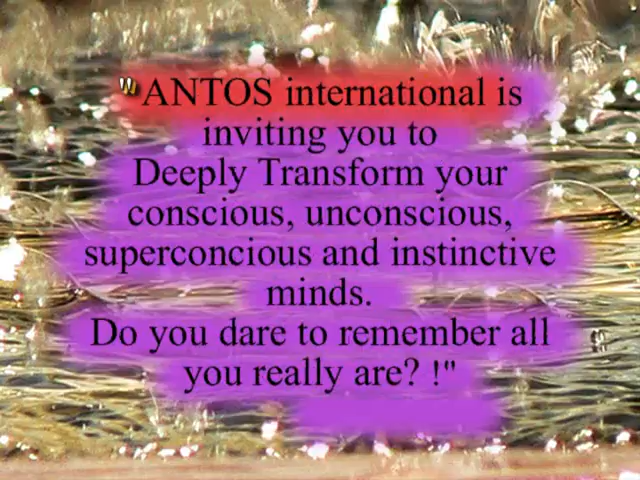 "ANTOS international is
inviting you to
Deeply Transform your
conscious, unconscious,
superconcious and instinctive
minds.
Do you dare to remember all
you really are? !"